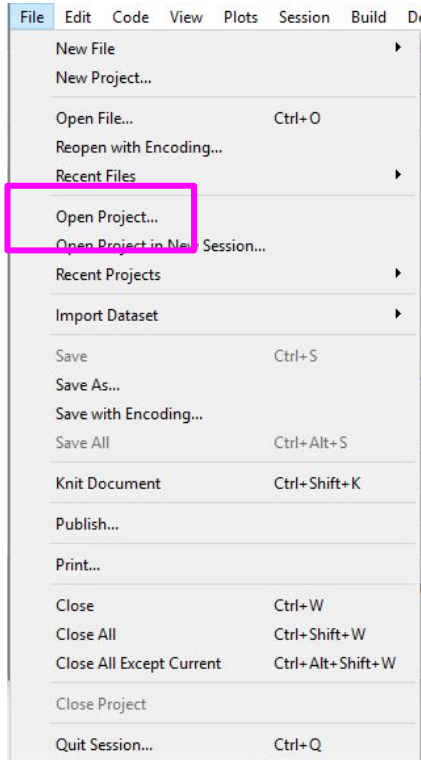 File Edit Code View Plots Session Build De
New File
New Project...
Open File... Ctrl+O
Reopen with Encoding...
Recent Files
Open Project...
Open Project in New Session...
Recent Projects
Import Dataset
Save Ctrl+S
Save As...
Save with Encoding...
Save All Ctrl+Alt+S
Knit Document Ctrl+Shift+K
Publish...
Print...
Close Ctrl+W
Close All Ctrl+Shift+W
Close All Except Current Ctrl+Alt+Shift+W
Close Project
Quit Session... Ctrl+Q